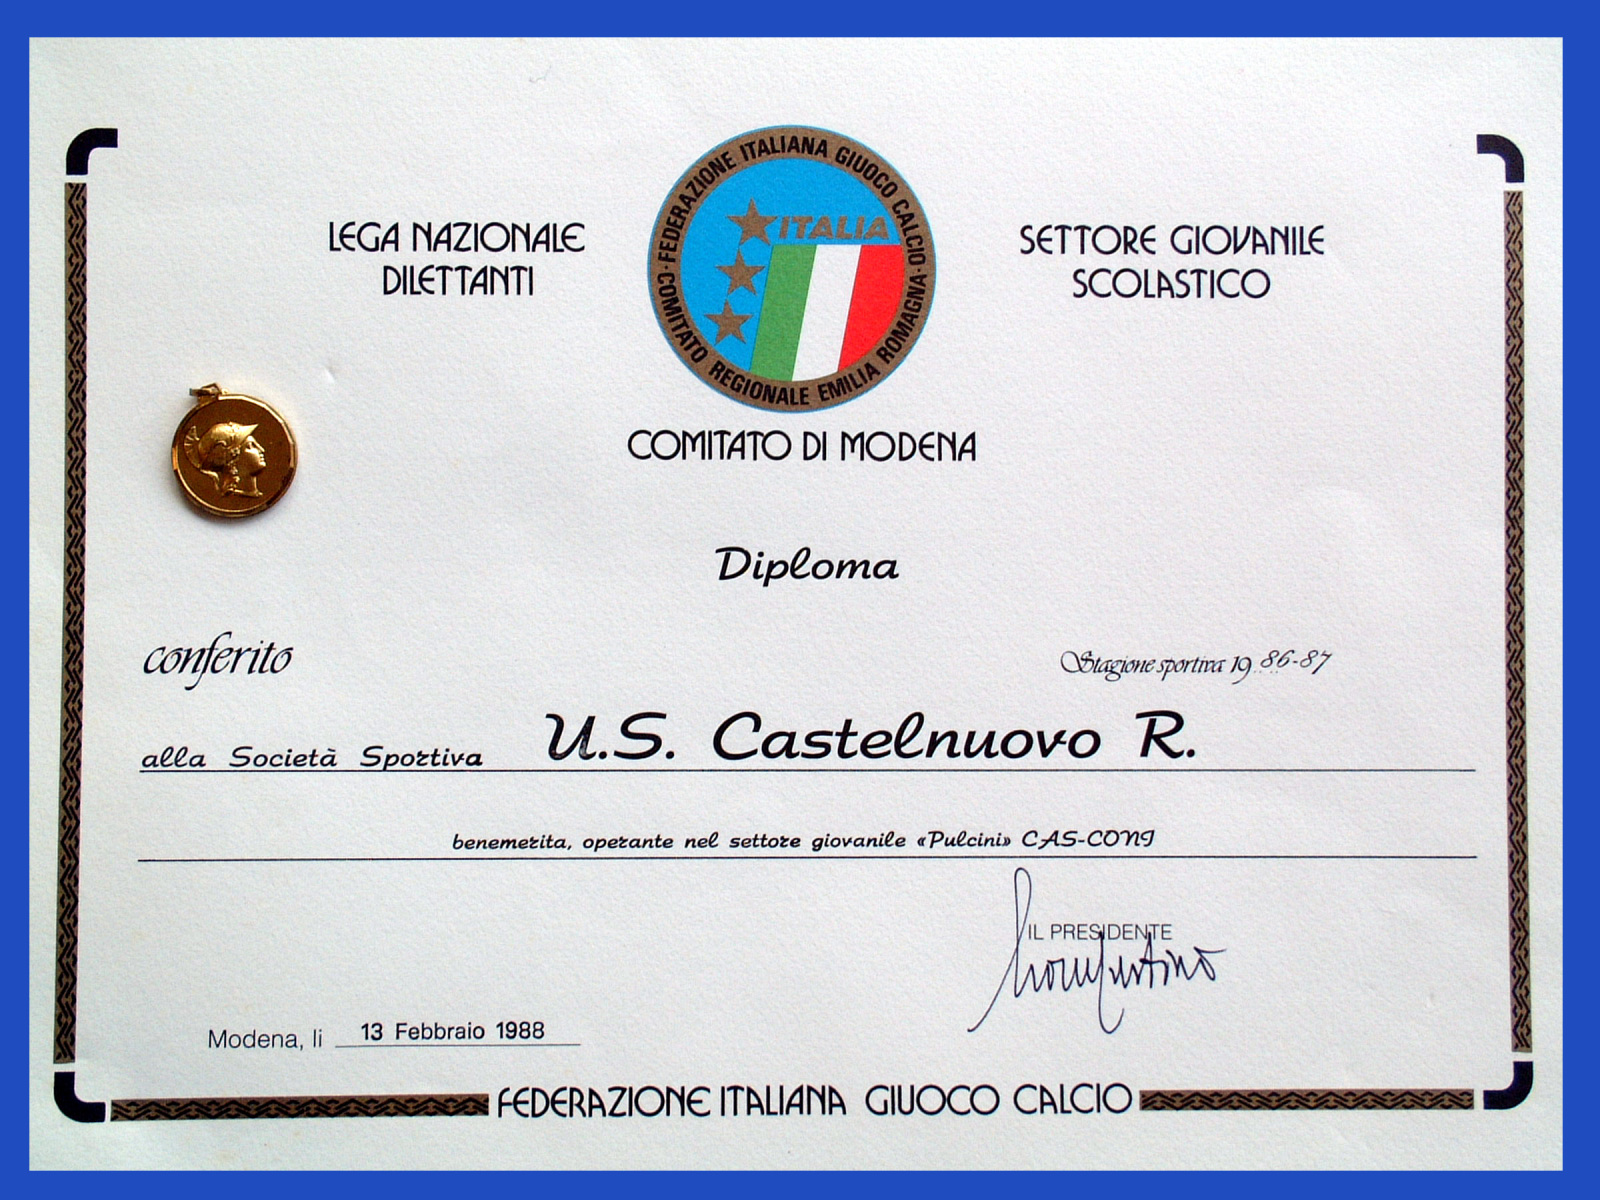 LEGA NAZIONALE
DILETTANTI
FEDERAZIONE ITALIANA GIUOCO CALCIO
COMITATO REGIONALE EMILIA ROMAGNA
ITALIA
SETTORE GIOVANILE
SCOLASTICO
COMITATO DI MODENA
Diploma
conferito
Stagione sportiva 19 86-87
alla Società Sportiva U.S. Castelnuovo R.
benemerita, operante nel settore giovanile «Pulcini» CAS-CONI
IL PRESIDENTE
Modena, li 13 Febbraio 1988
FEDERAZIONE ITALIANA GIUOCO CALCIO